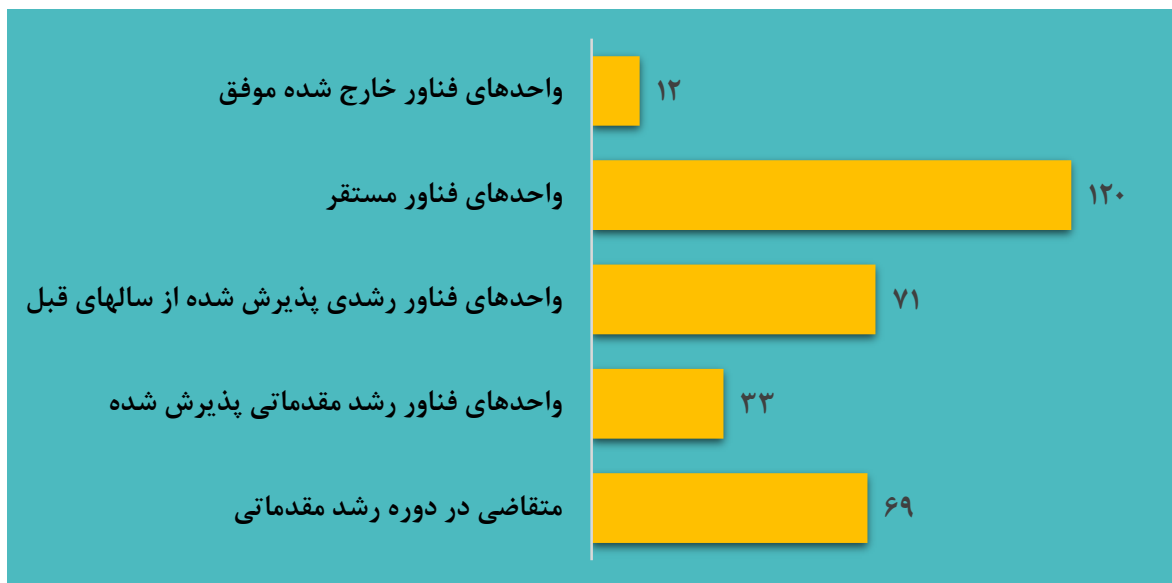 واحدهای فناور خارج شده موفق
۱۲
واحدهای فناور مستقر
۱۲۰
واحدهای فناور رشدی پذیرش شده از سالهای قبل
۷۱
واحدهای فناور رشد مقدماتی پذیرش شده
۳۳
متقاضی در دوره رشد مقدماتی
۶۹